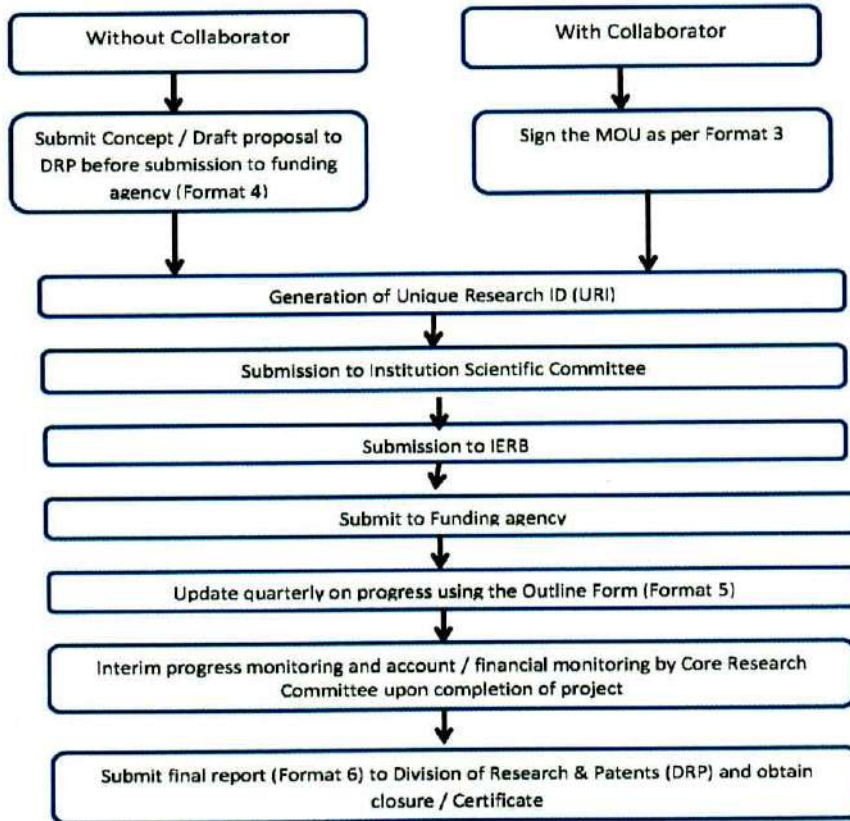 Without Collaborator
With Collaborator
Submit Concept / Draft proposal to
DRP before submission to funding
agency (Format 4)
Sign the MOU as per Format 3
Generation of Unique Research ID (URI)
Submission to Institution Scientific Committee
Submission to IERB
Submit to Funding agency
Update quarterly on progress using the Outline Form (Format 5)
Interim progress monitoring and account / financial monitoring by Core Research
Committee upon completion of project
Submit final report (Format 6) to Division of Research & Patents (DRP) and obtain
closure / Certificate